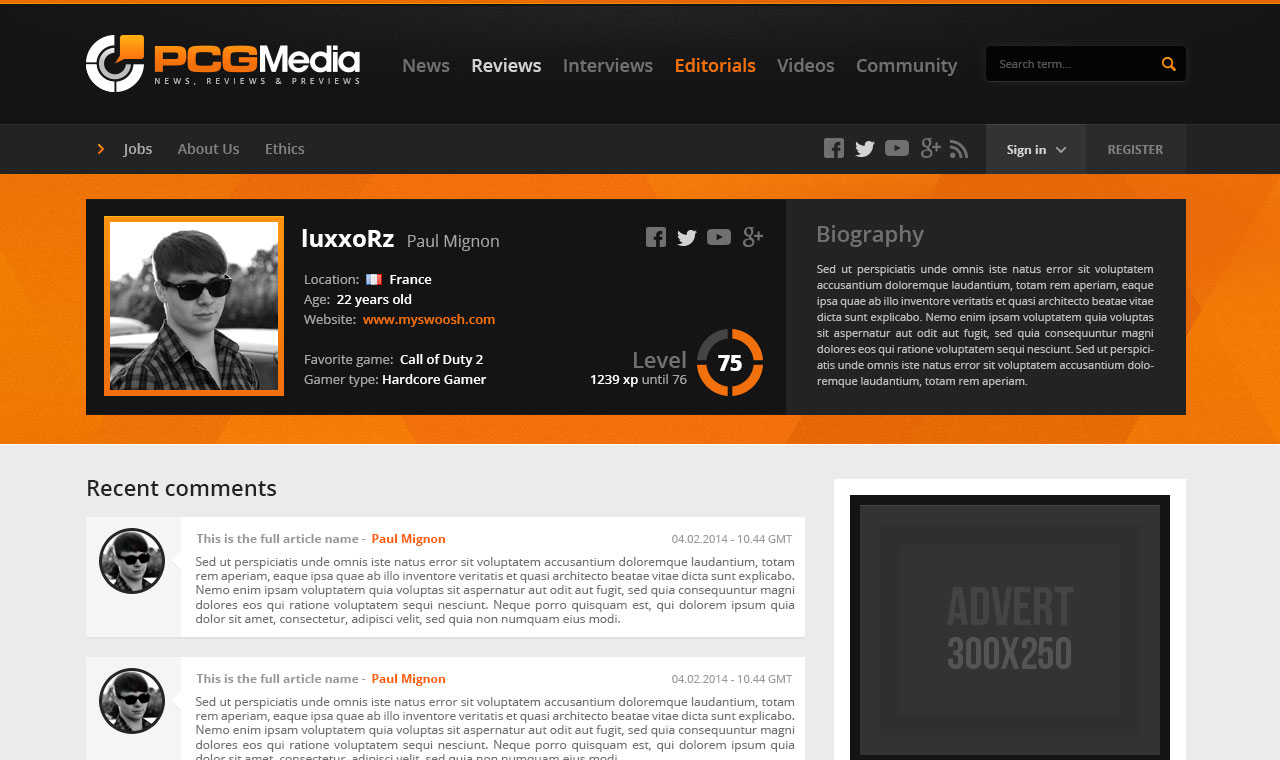 PCGMedia
NEWS, REVIEWS & PREVIEWS
News Reviews Interviews Editorials Videos Community
Search term...
Jobs About Us Ethics
Sign in
REGISTER
luxxoRz Paul Mignon
Location: France
Age: 22 years old
Website: www.myswoosh.com
Favorite game: Call of Duty 2
Gamer type: Hardcore Gamer
Level
1239 xp until 76
75
Biography
Sed ut perspiciatis unde omnis iste natus error sit voluptatem
accusantium doloremque laudantium, totam rem aperiam, eaque
ipsa quae ab illo inventore veritatis et quasi architecto beatae vitae
dicta sunt explicabo. Nemo enim ipsam voluptatem quia voluptas
sit aspernatur aut odit aut fugit, sed quia consequuntur magni
dolores eos qui ratione voluptatem sequi nesciunt. Sed ut perspici-
atis unde omnis iste natus error sit voluptatem accusantium dolo-
remque laudantium, totam rem aperiam.
Recent comments
This is the full article name - Paul Mignon
04.02.2014 - 10.44 GMT
Sed ut perspiciatis unde omnis iste natus error sit voluptatem accusantium doloremque laudantium, totam
rem aperiam, eaque ipsa quae ab illo inventore veritatis et quasi architecto beatae vitae dicta sunt explicabo.
Nemo enim ipsam voluptatem quia voluptas sit aspernatur aut odit aut fugit, sed quia consequuntur magni
dolores eos qui ratione voluptatem sequi nesciunt. Neque porro quisquam est, qui dolorem ipsum quia
dolor sit amet, consectetur, adipisci velit, sed quia non numquam eius modi.
This is the full article name - Paul Mignon
04.02.2014 - 10.44 GMT
Sed ut perspiciatis unde omnis iste natus error sit voluptatem accusantium doloremque laudantium, totam
rem aperiam, eaque ipsa quae ab illo inventore veritatis et quasi architecto beatae vitae dicta sunt explicabo.
Nemo enim ipsam voluptatem quia voluptas sit aspernatur aut odit aut fugit, sed quia consequuntur magni
dolores eos qui ratione voluptatem sequi nesciunt. Neque porro quisquam est, qui dolorem ipsum quia
dolor sit amet, consectetur, adipisci velit, sed quia non numquam eius modi.
ADVERT
300X250